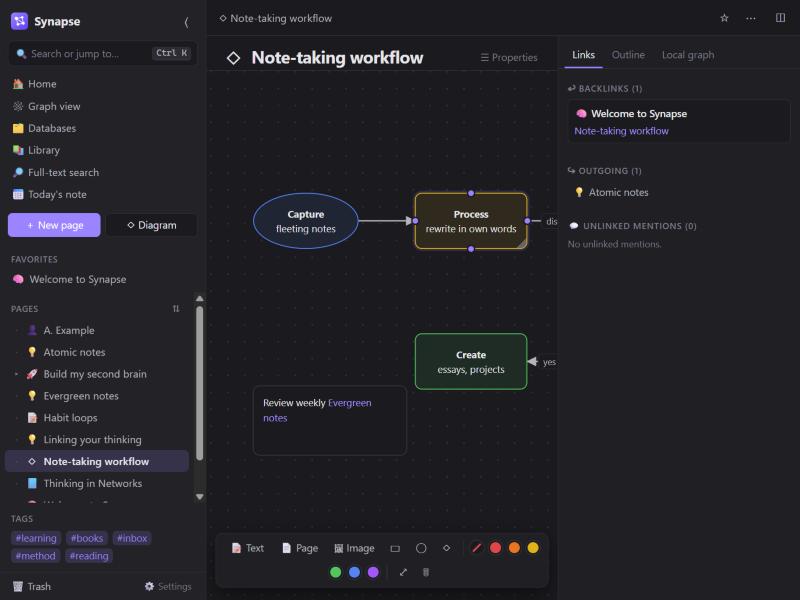 Synapse
Search or jump to...
Ctrl K
Home
Graph view
Databases
Library
Full-text search
Today's note
+ New page
Diagram
FAVORITES
Welcome to Synapse
PAGES
A. Example
Atomic notes
Build my second brain
Evergreen notes
Habit loops
Linking your thinking
Note-taking workflow
Thinking in Networks
TAGS
#learning #books #inbox
#method #reading
Trash
Settings
Note-taking workflow
Note-taking workflow
Properties
Capture
fleeting notes
Process
rewrite in own words
dis
Create
essays, projects
yes
Review weekly Evergreen
notes
Text
Page
Image
Links
Outline
Local graph
BACKLINKS (1)
Welcome to Synapse
Note-taking workflow
OUTGOING (1)
Atomic notes
UNLINKED MENTIONS (0)
No unlinked mentions.